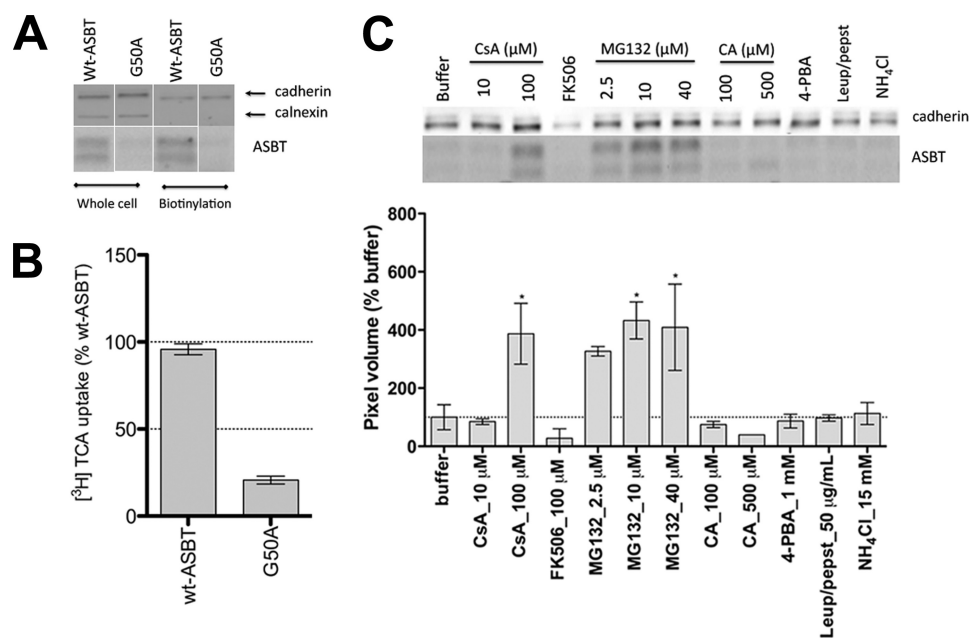 A
Wt-ASBT
G50A
Wt-ASBT
G50A
cadherin
calnexin
ASBT
Whole cell
Biotinylation
B
[³H] TCA uptake (% wt-ASBT)
150
100
50
0
wt-ASBT
G50A
C
Buffer
CsA (µM)
10
100
FK506
MG132 (µM)
2.5
10
40
CA (µM)
100
500
4-PBA
Leup/pepst
NH₄Cl
cadherin
ASBT
Pixel volume (% buffer)
800
600
400
200
0
*
*
*
buffer
CsA_10 µM
CsA_100 µM
FK506_100 µM
MG132_2.5 µM
MG132_10 µM
MG132_40 µM
CA_100 µM
CA_500 µM
4-PBA_1 mM
Leup/pepst_50 µg/mL
NH₄Cl_15 mM